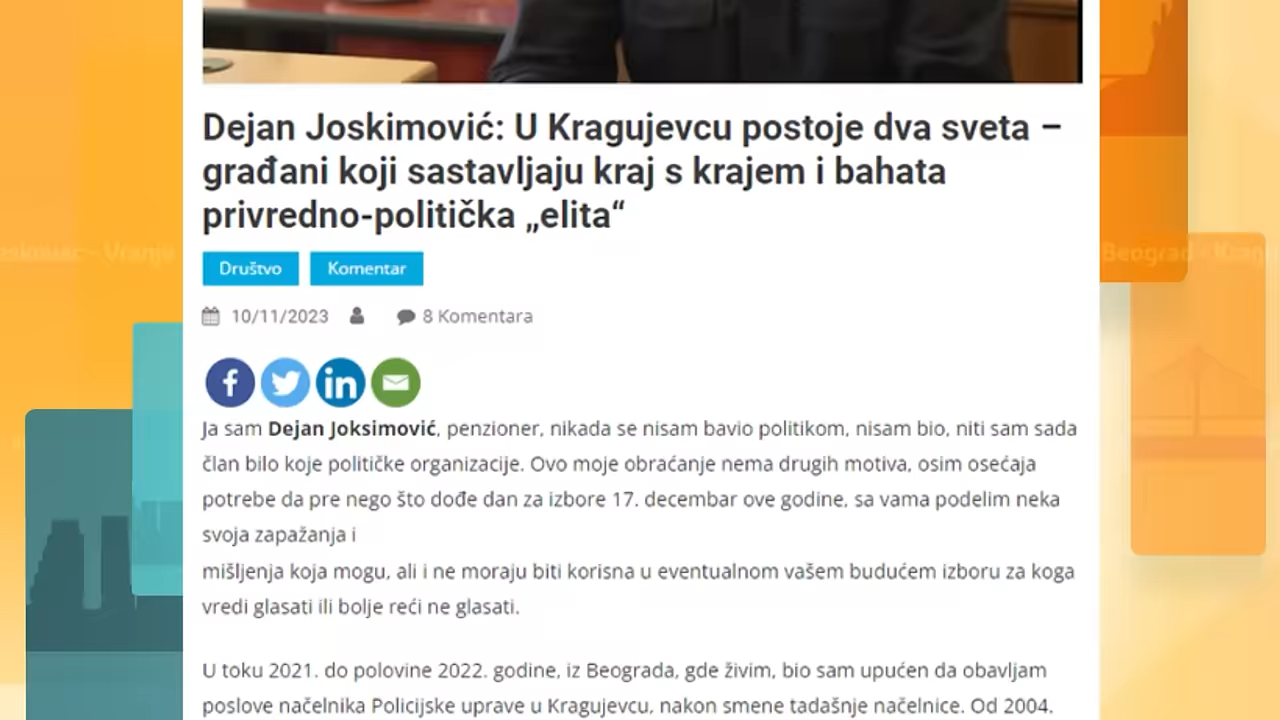 Dejan Joskimović: U Kragujevcu postoje dva sveta –
građani koji sastavljaju kraj s krajem i bahata
privredno-politička „elita“
Društvo
Komentar
10/11/2023
8 Komentara
Ja sam Dejan Joksimović, penzioner, nikada se nisam bavio politikom, nisam bio, niti sam sada
član bilo koje političke organizacije. Ovo moje obraćanje nema drugih motiva, osim osećaja
potrebe da pre nego što dođe dan za izbore 17. decembar ove godine, sa vama podelim neka
svoja zapažanja i
mišljenja koja mogu, ali i ne moraju biti korisna u eventualnom vašem budućem izboru za koga
vredi glasati ili bolje reći ne glasati.
U toku 2021. do polovine 2022. godine, iz Beograda, gde živim, bio sam upućen da obavljam
poslove načelnika Policijske uprave u Kragujevcu, nakon smene tadašnje načelnice. Od 2004.
Vranje
Beograd - Krag